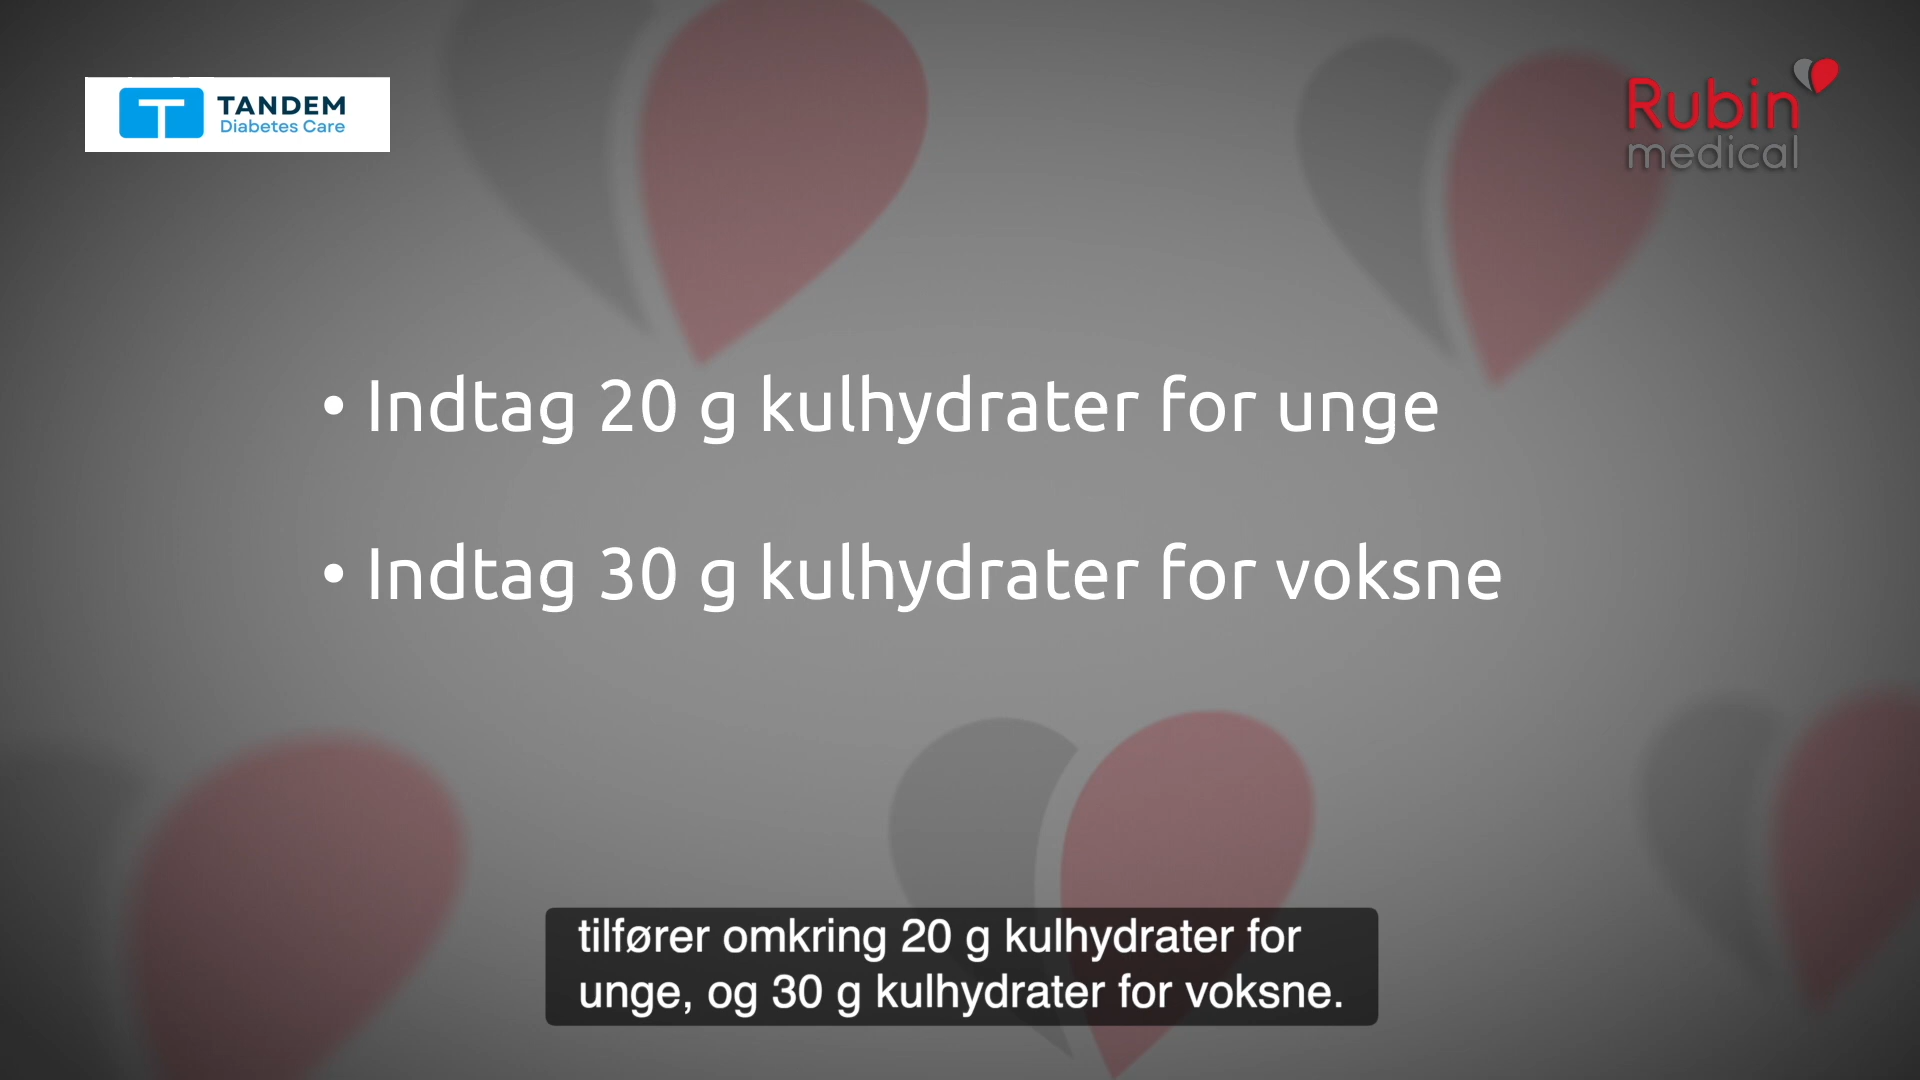 TANDEM
Diabetes Care
Rubin
medical
• Indtag 20 g kulhydrater for unge
• Indtag 30 g kulhydrater for voksne
tilfører omkring 20 g kulhydrater for
unge, og 30 g kulhydrater for voksne.